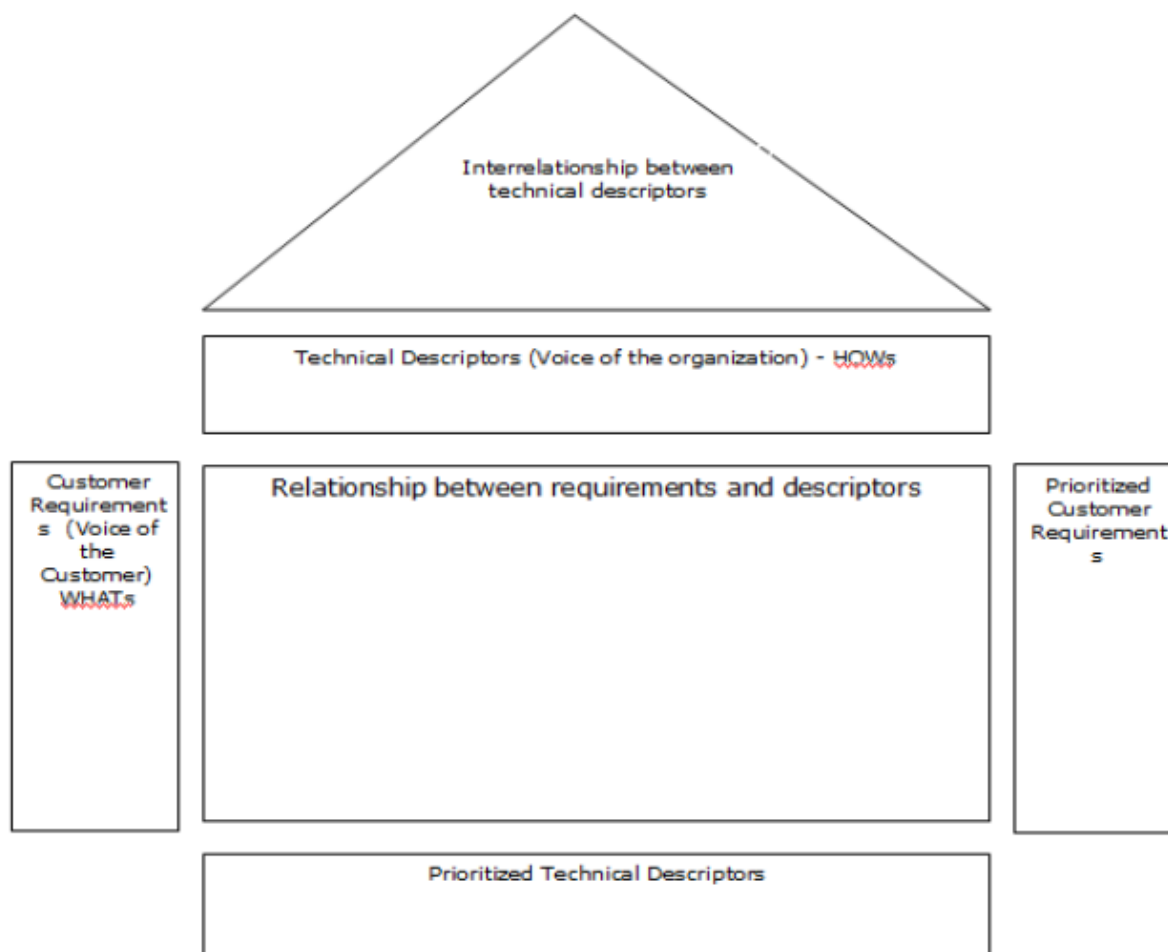 Interrelationship between
technical descriptors
Technical Descriptors (Voice of the organization) - HOWs
Customer
Requirement
s (Voice of
the
Customer)
WHATs
Relationship between requirements and descriptors
Prioritized
Customer
Requirement
s
Prioritized Technical Descriptors